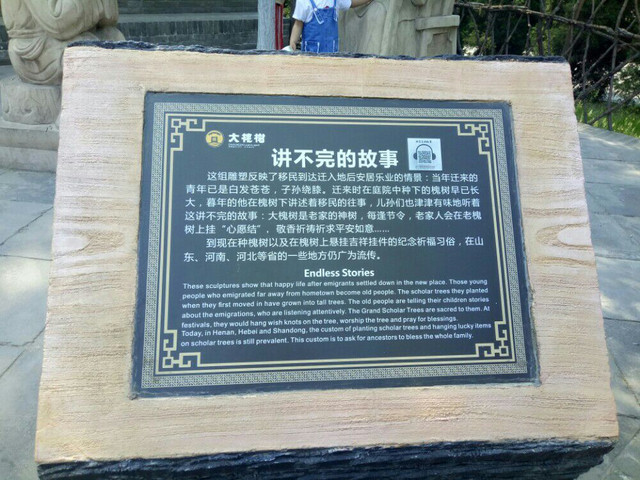 大槐树
讲不完的故事
这组雕塑反映了移民到达迁入地后安居乐业的情景：当年迁来的
青年已是白发苍苍，子孙绕膝。迁来时在庭院中种下的槐树早已长
大，暮年的他在槐树下讲述着移民的往事，儿孙们也津津有味地听着
这讲不完的故事：大槐树是老家的神树，每逢节令，老家人会在老槐
树上挂“心愿结”，敬香祈祷祈求平安如意……
到现在种槐树以及在槐树上悬挂吉祥挂件的纪念祈福习俗，在山
东、河南、河北等省的一些地方仍广为流传。
Endless Stories
These sculptures show that happy life after emigrants settled down in the new place. Those young
people who emigrated far away from hometown become old people. The scholar trees they planted
when they first moved in have grown into tall trees. The old people are telling their children stories
about the emigrations, who are listening attentively. The Grand Scholar Trees are sacred to them. At
festivals, they would hang wish knots on the tree, worship the tree and pray for blessings.
Today, in Henan, Hebei and Shandong, the custom of planting scholar trees and hanging lucky items
on scholar trees is still prevalent. This custom is to ask for ancestors to bless the whole family.